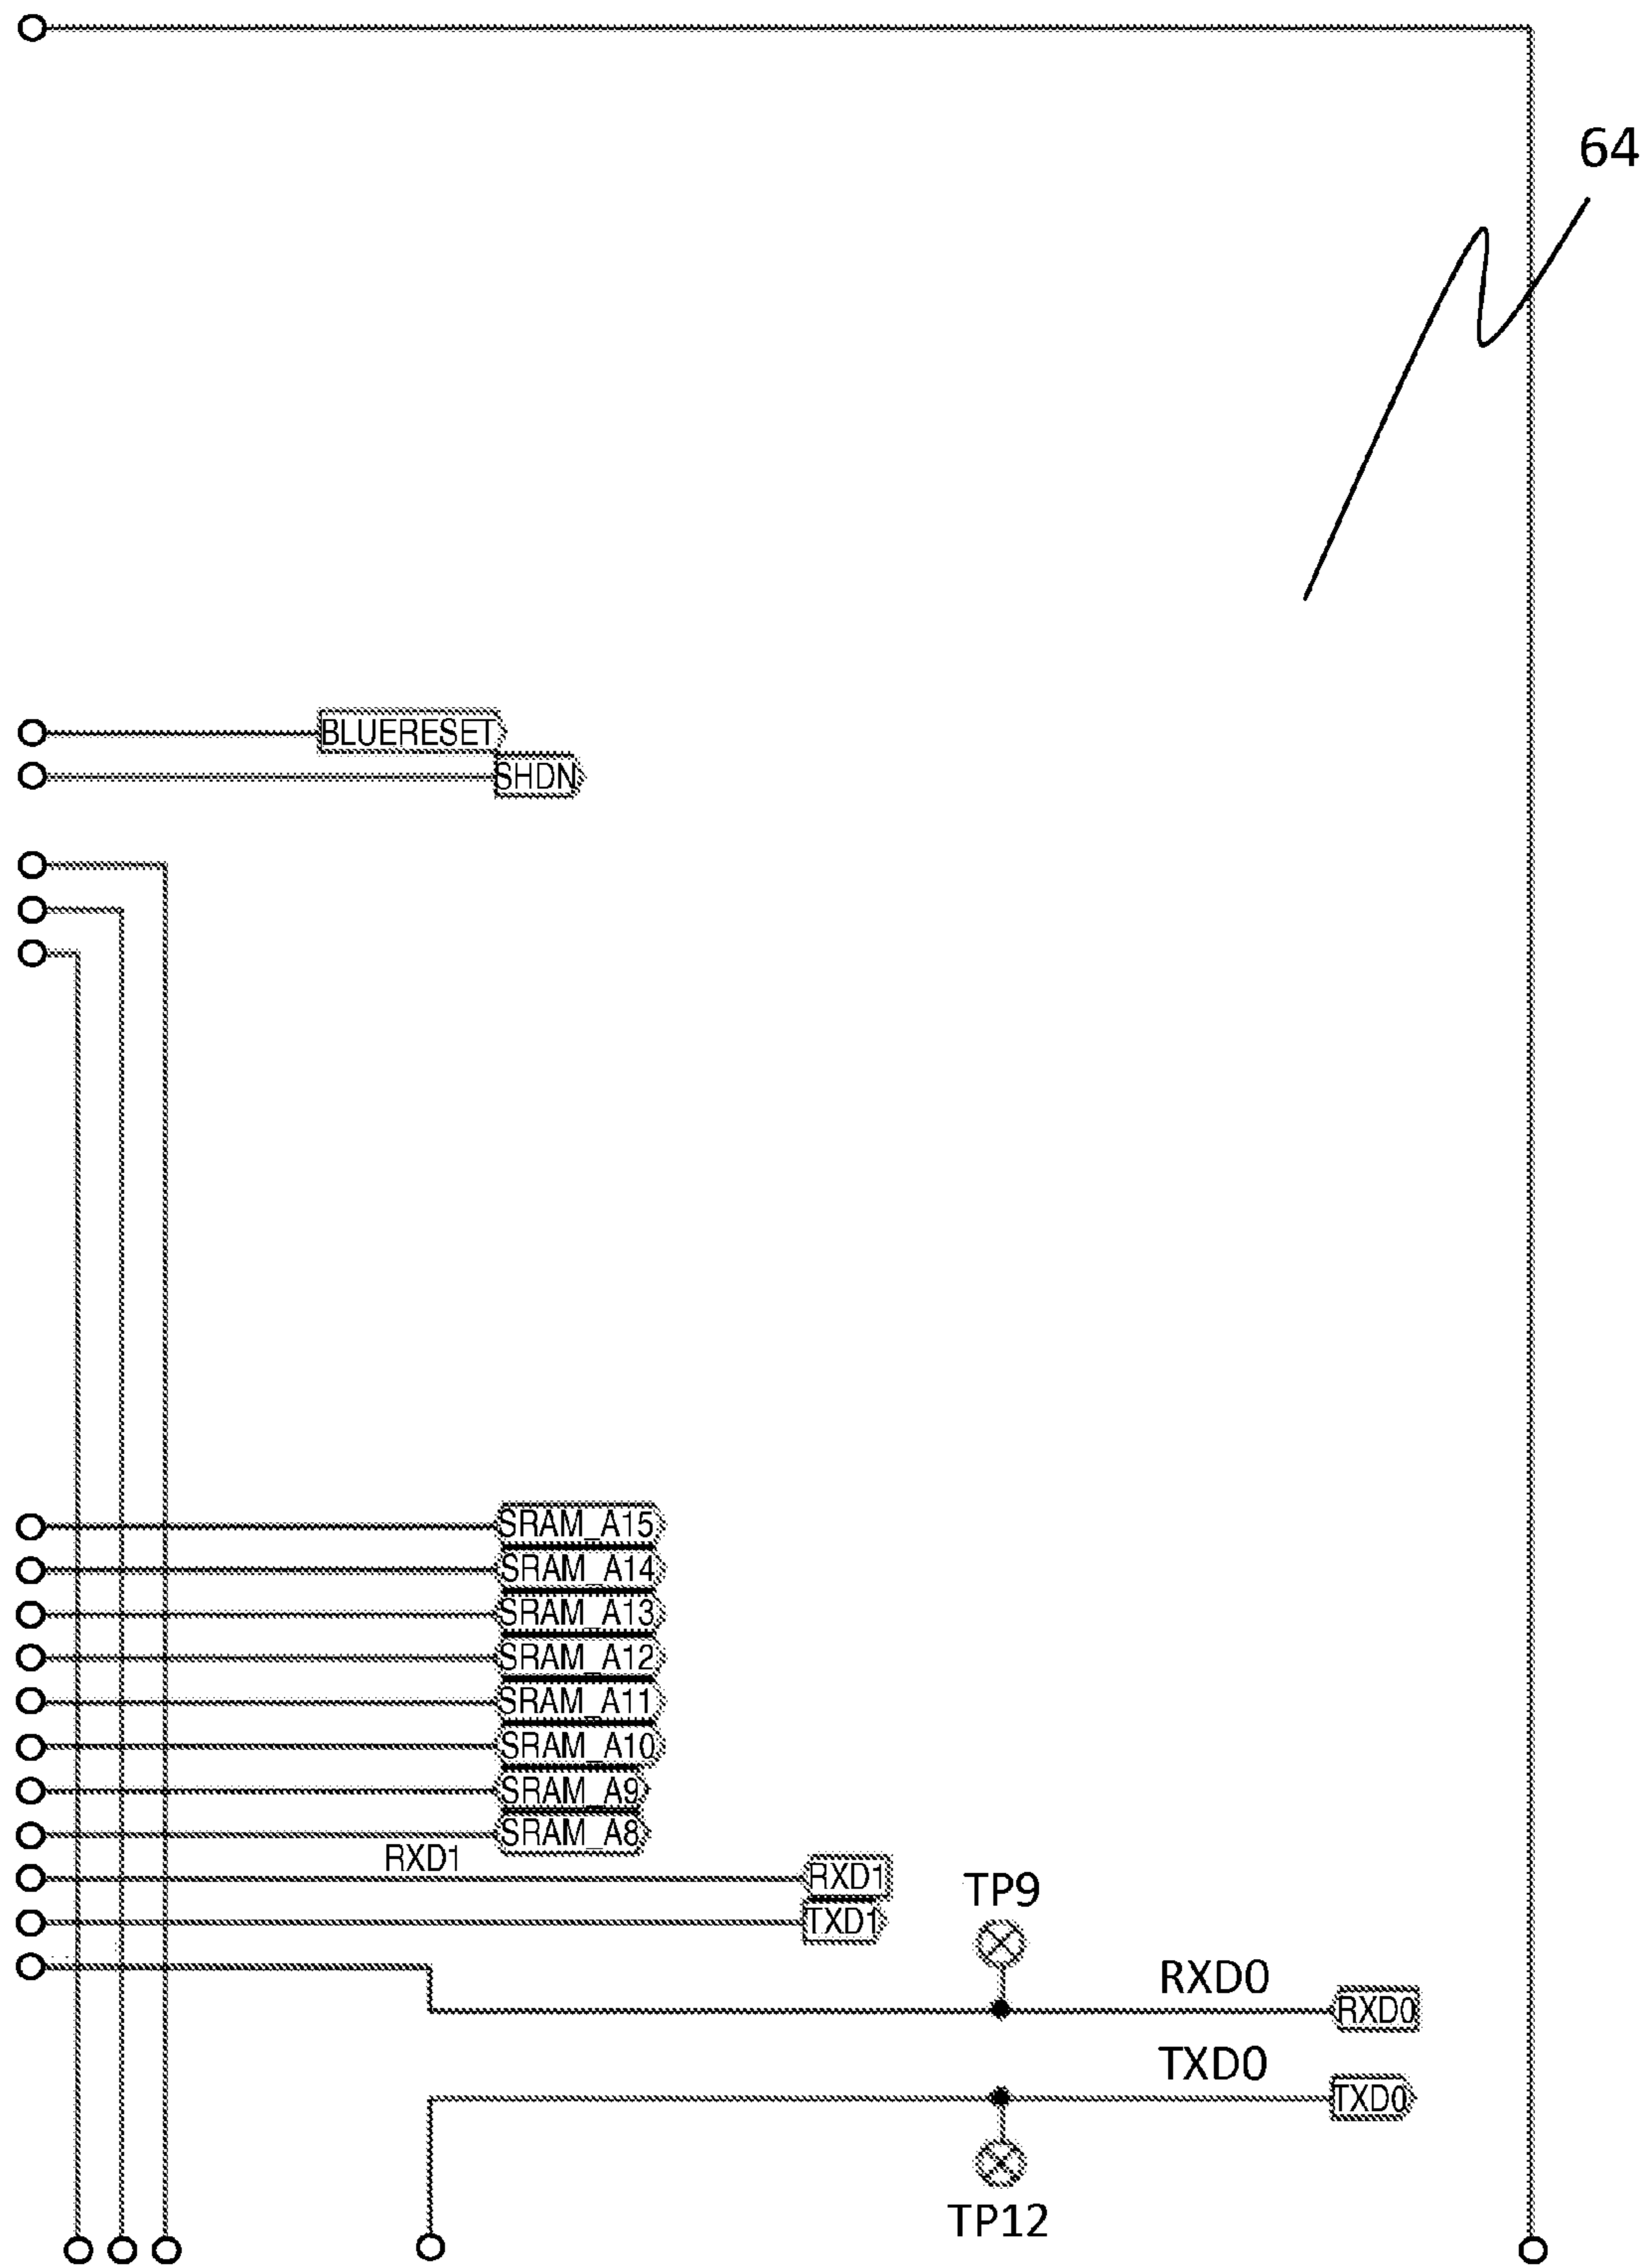 64
BLUERESET
SHDN
SRAM_A15
SRAM_A14
SRAM_A13
SRAM_A12
SRAM_A11
SRAM_A10
SRAM_A9
SRAM_A8
RXD1
RXD1
TXD1
TP9
RXD0
RXD0
TXD0
TXD0
TP12